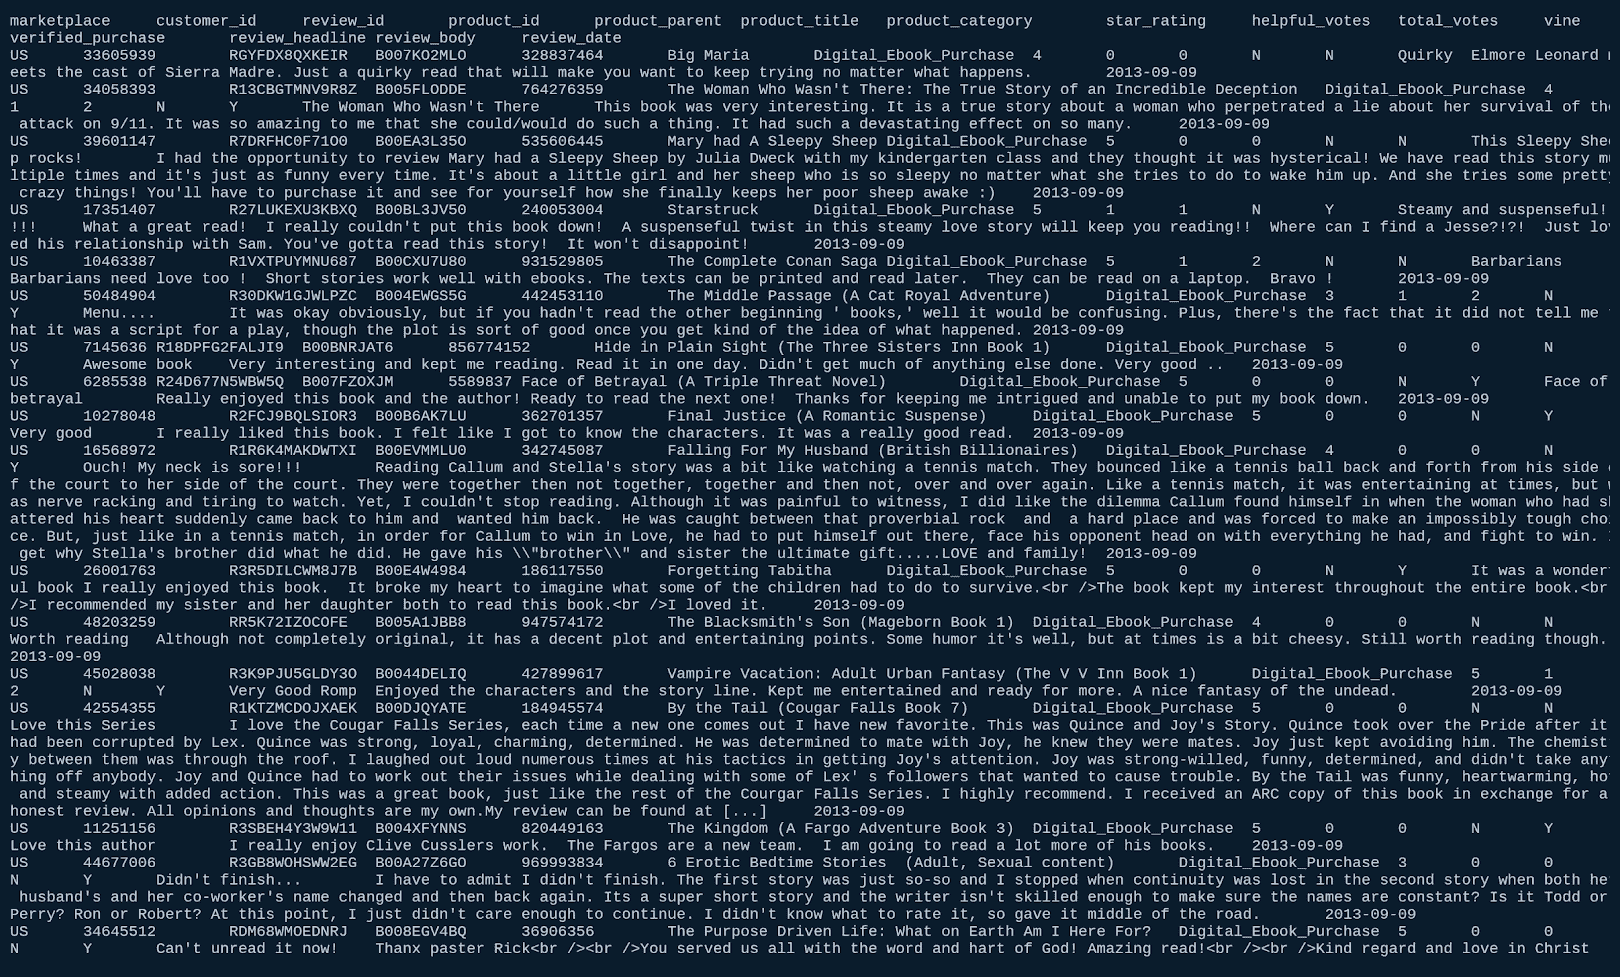 marketplace customer_id review_id product_id product_parent product_title product_category star_rating helpful_votes total_votes vine
verified_purchase review_headline review_body review_date
US 33605939 RGYFDX8QXKEIR B007KO2MLO 328837464 Big Maria Digital_Ebook_Purchase 4 0 0 N N Quirky Elmore Leonard
eets the cast of Sierra Madre. Just a quirky read that will make you want to keep trying no matter what happens. 2013-09-09
US 34058393 R13CBGTMNV9R8Z B005FLODDE 764276359 The Woman Who Wasn't There: The True Story of an Incredible Deception Digital_Ebook_Purchase 4
1 2 N Y The Woman Who Wasn't There This book was very interesting. It is a true story about a woman who perpetrated a lie about her survival of the
attack on 9/11. It was so amazing to me that she could/would do such a thing. It had such a devastating effect on so many. 2013-09-09
US 39601147 R7DRFHC0F71O0 B00EA3L35O 535606445 Mary had A Sleepy Sheep Digital_Ebook_Purchase 5 0 0 N N This Sleepy Shee
p rocks! I had the opportunity to review Mary had a Sleepy Sheep by Julia Dweck with my kindergarten class and they thought it was hysterical! We have read this story mu
ltiple times and it's just as funny every time. It's about a little girl and her sheep who is so sleepy no matter what she tries to do to wake him up. And she tries some pretty
crazy things! You'll have to purchase it and see for yourself how she finally keeps her poor sheep awake :) 2013-09-09
US 17351407 R27LUKEXU3KBXQ B00BL3JV50 240053004 Starstruck Digital_Ebook_Purchase 5 1 1 N Y Steamy and suspenseful!
!!! What a great read! I really couldn't put this book down! A suspenseful twist in this steamy love story will keep you reading!! Where can I find a Jesse?!?! Just lov
ed his relationship with Sam. You've gotta read this story! It won't disappoint! 2013-09-09
US 10463387 R1VXTPUYMNU687 B00CXU7U80 931529805 The Complete Conan Saga Digital_Ebook_Purchase 5 1 2 N N Barbarians
Barbarians need love too ! Short stories work well with ebooks. The texts can be printed and read later. They can be read on a laptop. Bravo ! 2013-09-09
US 50484904 R30DKW1GJWLPZC B004EWGS5G 442453110 The Middle Passage (A Cat Royal Adventure) Digital_Ebook_Purchase 3 1 2 N
Y Menu.... It was okay obviously, but if you hadn't read the other beginning ' books,' well it would be confusing. Plus, there's the fact that it did not tell me t
hat it was a script for a play, though the plot is sort of good once you get kind of the idea of what happened. 2013-09-09
US 7145636 R18DPFG2FALJI9 B00BNRJAT6 856774152 Hide in Plain Sight (The Three Sisters Inn Book 1) Digital_Ebook_Purchase 5 0 0 N
Y Awesome book Very interesting and kept me reading. Read it in one day. Didn't get much of anything else done. Very good .. 2013-09-09
US 6285538 R24D677N5WBW5Q B007FZOXJM 5589837 Face of Betrayal (A Triple Threat Novel) Digital_Ebook_Purchase 5 0 0 N Y Face of
betrayal Really enjoyed this book and the author! Ready to read the next one! Thanks for keeping me intrigued and unable to put my book down. 2013-09-09
US 10278048 R2FCJ9BQLSIOR3 B00B6AK7LU 362701357 Final Justice (A Romantic Suspense) Digital_Ebook_Purchase 5 0 0 N Y
Very good I really liked this book. I felt like I got to know the characters. It was a really good read. 2013-09-09
US 16568972 R1R6K4MAKDWTXI B00EVMMLU0 342745087 Falling For My Husband (British Billionaires) Digital_Ebook_Purchase 4 0 0 N
Y Ouch! My neck is sore!!! Reading Callum and Stella's story was a bit like watching a tennis match. They bounced like a tennis ball back and forth from his side o
f the court to her side of the court. They were together then not together, together and then not, over and over again. Like a tennis match, it was entertaining at times, but w
as nerve racking and tiring to watch. Yet, I couldn't stop reading. Although it was painful to witness, I did like the dilemma Callum found himself in when the woman who had sh
attered his heart suddenly came back to him and wanted him back. He was caught between that proverbial rock and a hard place and was forced to make an impossibly tough choi
ce. But, just like in a tennis match, in order for Callum to win in Love, he had to put himself out there, face his opponent head on with everything he had, and fight to win.
get why Stella's brother did what he did. He gave his \\"brother\\" and sister the ultimate gift.....LOVE and family! 2013-09-09
US 26001763 R3R5DILCWM8J7B B00E4W4984 186117550 Forgetting Tabitha Digital_Ebook_Purchase 5 0 0 N Y It was a wonderf
ul book I really enjoyed this book. It broke my heart to imagine what some of the children had to do to survive.<br />The book kept my interest throughout the entire book.<br
/>I recommended my sister and her daughter both to read this book.<br />I loved it. 2013-09-09
US 48203259 RR5K72IZOCOFE B005A1JBB8 947574172 The Blacksmith's Son (Mageborn Book 1) Digital_Ebook_Purchase 4 0 0 N N
Worth reading Although not completely original, it has a decent plot and entertaining points. Some humor it's well, but at times is a bit cheesy. Still worth reading though.
2013-09-09
US 45028038 R3K9PJU5GLDY3O B0044DELIQ 427899617 Vampire Vacation: Adult Urban Fantasy (The V V Inn Book 1) Digital_Ebook_Purchase 5 1
2 N Y Very Good Romp Enjoyed the characters and the story line. Kept me entertained and ready for more. A nice fantasy of the undead. 2013-09-09
US 42554355 R1KTZMCDOJXAEK B00DJQYATE 184945574 By the Tail (Cougar Falls Book 7) Digital_Ebook_Purchase 5 0 0 N N
Love this Series I love the Cougar Falls Series, each time a new one comes out I have new favorite. This was Quince and Joy's Story. Quince took over the Pride after it
had been corrupted by Lex. Quince was strong, loyal, charming, determined. He was determined to mate with Joy, he knew they were mates. Joy just kept avoiding him. The chemist
y between them was through the roof. I laughed out loud numerous times at his tactics in getting Joy's attention. Joy was strong-willed, funny, determined, and didn't take anyt
hing off anybody. Joy and Quince had to work out their issues while dealing with some of Lex' s followers that wanted to cause trouble. By the Tail was funny, heartwarming, hot
and steamy with added action. This was a great book, just like the rest of the Courgar Falls Series. I highly recommend. I received an ARC copy of this book in exchange for a
honest review. All opinions and thoughts are my own.My review can be found at [...] 2013-09-09
US 11251156 R3SBEH4Y3W9W11 B004XFYNNS 820449163 The Kingdom (A Fargo Adventure Book 3) Digital_Ebook_Purchase 5 0 0 N Y
Love this author I really enjoy Clive Cusslers work. The Fargos are a new team. I am going to read a lot more of his books. 2013-09-09
US 44677006 R3GB8WOHSWW2EG B00A27Z6GO 969993834 6 Erotic Bedtime Stories (Adult, Sexual content) Digital_Ebook_Purchase 3 0 0
N Y Didn't finish... I have to admit I didn't finish. The first story was just so-so and I stopped when continuity was lost in the second story when both her
husband's and her co-worker's name changed and then back again. Its a super short story and the writer isn't skilled enough to make sure the names are constant? Is it Todd or
Perry? Ron or Robert? At this point, I just didn't care enough to continue. I didn't know what to rate it, so gave it middle of the road. 2013-09-09
US 34645512 RDM68WMOEDNRJ B008EGV4BQ 36906356 The Purpose Driven Life: What on Earth Am I Here For? Digital_Ebook_Purchase 5 0 0
N Y Can't unread it now! Thanx paster Rick<br /><br />You served us all with the word and hart of God! Amazing read!<br /><br />Kind regard and love in Christ